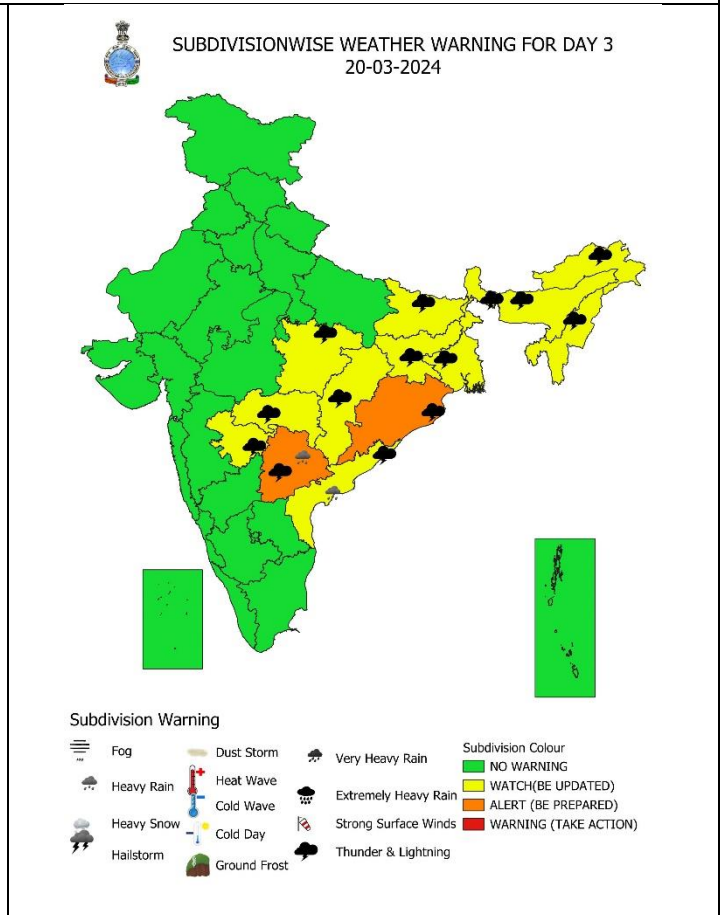 SUBDIVISIONWISE WEATHER WARNING FOR DAY 3
20-03-2024
Subdivision Warning
Fog
Heavy Rain
Heavy Snow
Hailstorm
Dust Storm
Heat Wave
Cold Wave
Cold Day
Ground Frost
Very Heavy Rain
Extremely Heavy Rain
Strong Surface Winds
Thunder & Lightning
Subdivision Colour
NO WARNING
WATCH(BE UPDATED)
ALERT (BE PREPARED)
WARNING (TAKE ACTION)